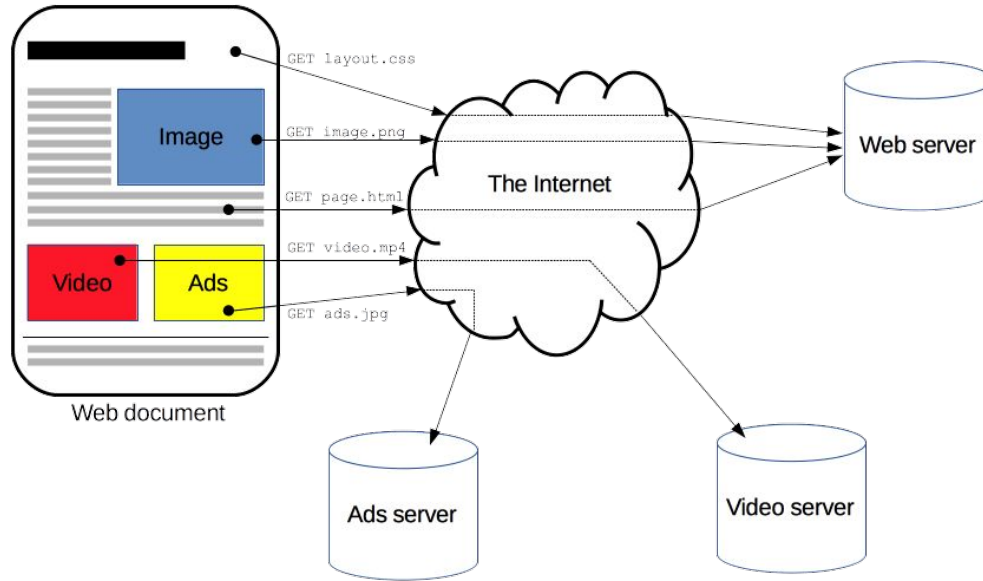 GET layout.css
Image
GET image.png
The Internet
Web server
GET page.html
GET video.mp4
Video
Ads
GET ads.jpg
Web document
Ads server
Video server